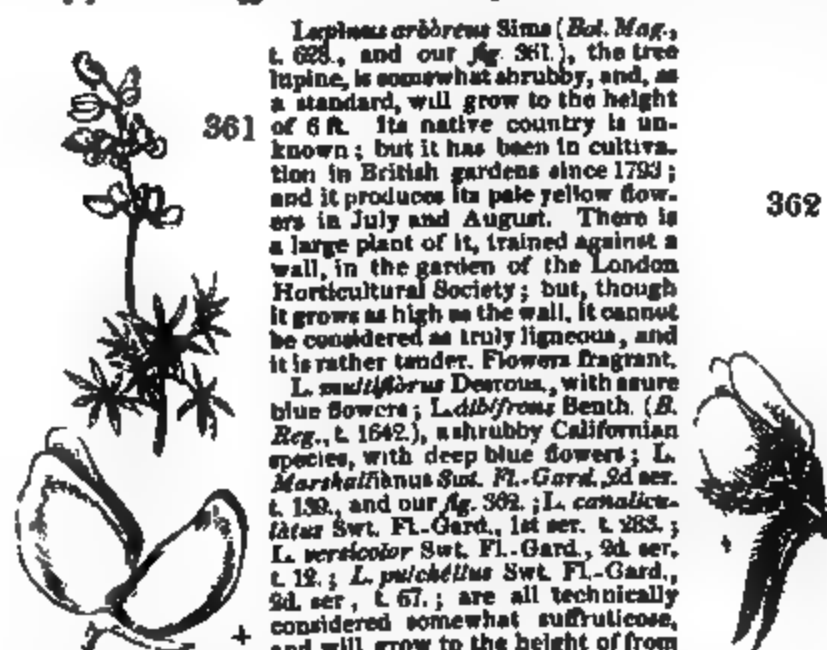 Lupinus arbòreus Sims (Bot. Mag.,
t. 628., and our fig. 361.), the tree
lupine, is somewhat shrubby, and, as
a standard, will grow to the height
361
of 6 ft. Its native country is un-
known; but it has been in cultiva-
tion in British gardens since 1793;
and it produces its pale yellow flow-
ers in July and August. There is
362
a large plant of it, trained against a
wall, in the garden of the London
Horticultural Society; but, though
it grows as high as the wall, it cannot
be considered as truly ligneous, and
it is rather tender. Flowers fragrant.
L. multiflòrus Desrous., with azure
blue flowers; L. albifrons Benth. (B.
Reg., t. 1642.), a shrubby Californian
species, with deep blue flowers; L.
Marshalliànus Swt. Fl.-Gard., 2d ser.
t. 139., and our fig. 362.; L. canalicu-
làtus Swt. Fl.-Gard., 1st ser. t. 283.;
L. versicolor Swt. Fl.-Gard., 2d. ser.
t. 12.; L. pulchéllus Swt. Fl.-Gard.,
2d. ser, t. 67.; are all technically
considered somewhat suffruticose,
+
and will grow to the height of from